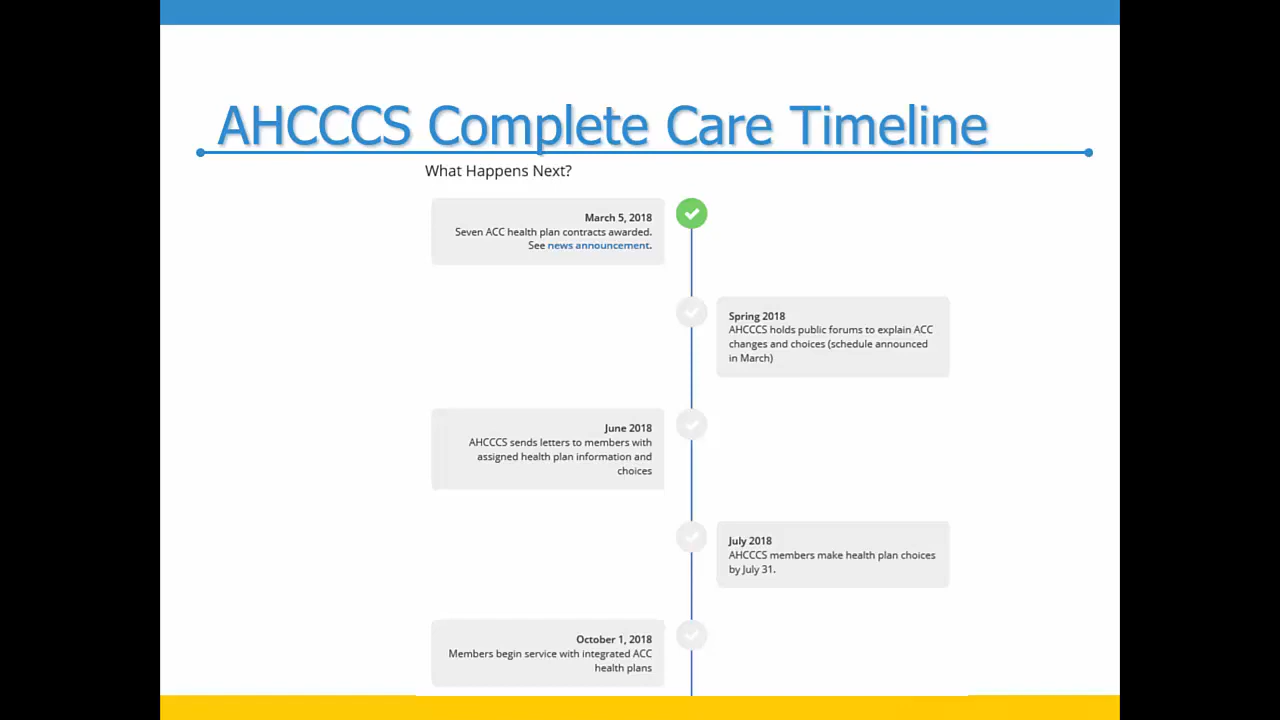 AHCCCS Complete Care Timeline
What Happens Next?
March 5, 2018
Seven ACC health plan contracts awarded.
See news announcement.
Spring 2018
AHCCCS holds public forums to explain ACC
changes and choices (schedule announced
in March)
June 2018
AHCCCS sends letters to members with
assigned health plan information and
choices
July 2018
AHCCCS members make health plan choices
by July 31.
October 1, 2018
Members begin service with integrated ACC
health plans